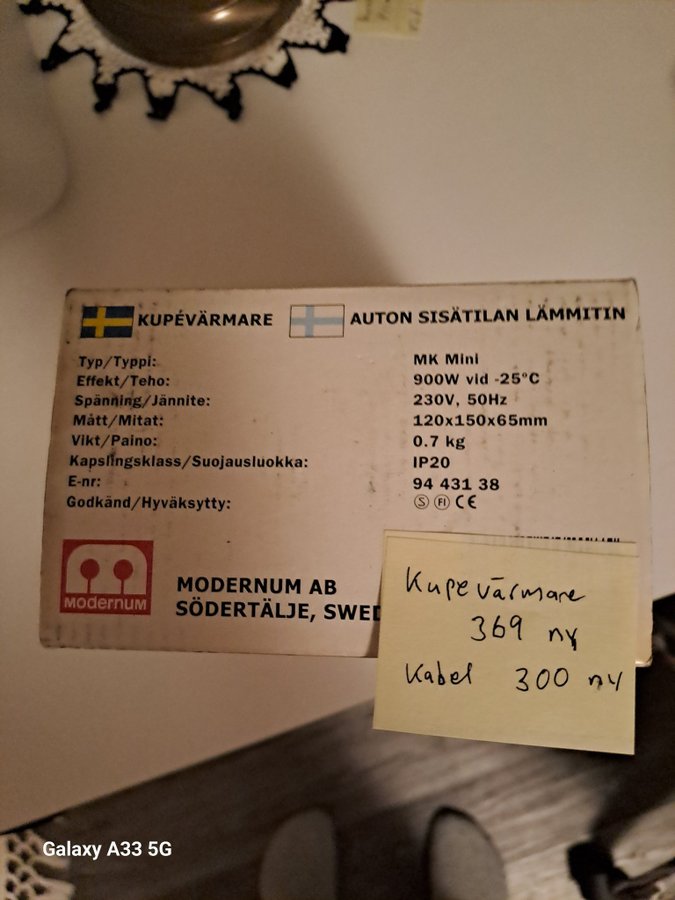 KUPÉVÄRMARE AUTON SISÄTILAN LÄMMITIN
Typ/Typpi: MK Mini
Effekt/Teho: 900W vid -25°C
Spänning/Jännite: 230V, 50Hz
Mått/Mitat: 120x150x65mm
Vikt/Paino: 0.7 kg
Kapslingsklass/Suojausluokka: IP20
E-nr: 94 431 38
Godkänd/Hyväksytty: S FI CE
MODERNUM
MODERNUM AB
SÖDERTÄLJE, SWED
Kupevärmare
369 ny
Kabel 300 ny
Galaxy A33 5G